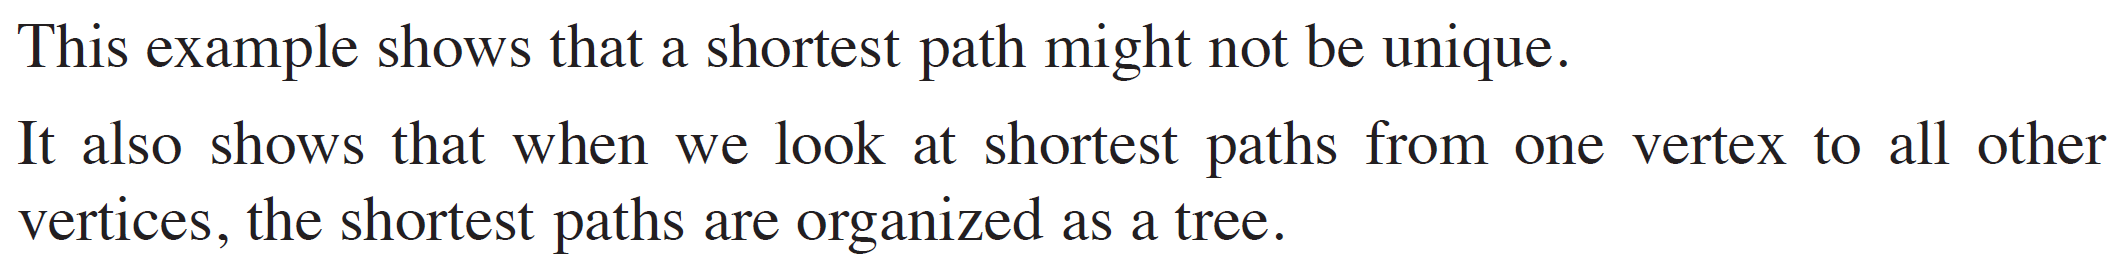 This example shows that a shortest path might not be unique.
It also shows that when we look at shortest paths from one vertex to all other
vertices, the shortest paths are organized as a tree.